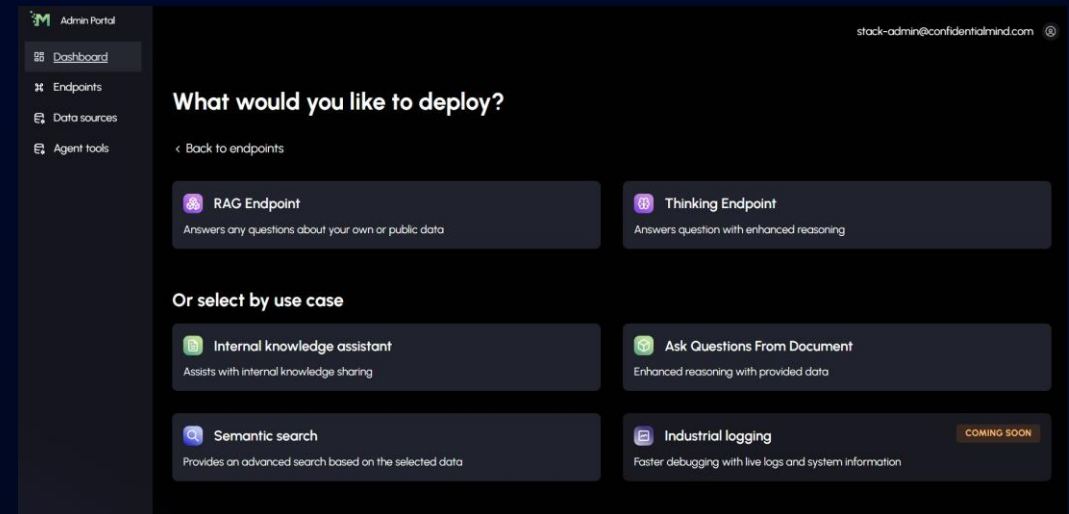 M Admin Portal
stack-admin@confidentialmind.com
Dashboard
Endpoints
Data sources
Agent tools
What would you like to deploy?
< Back to endpoints
RAG Endpoint
Answers any questions about your own or public data
Thinking Endpoint
Answers question with enhanced reasoning
Or select by use case
Internal knowledge assistant
Assists with internal knowledge sharing
Ask Questions From Document
Enhanced reasoning with provided data
Semantic search
Provides an advanced search based on the selected data
Industrial logging
COMING SOON
Faster debugging with live logs and system information